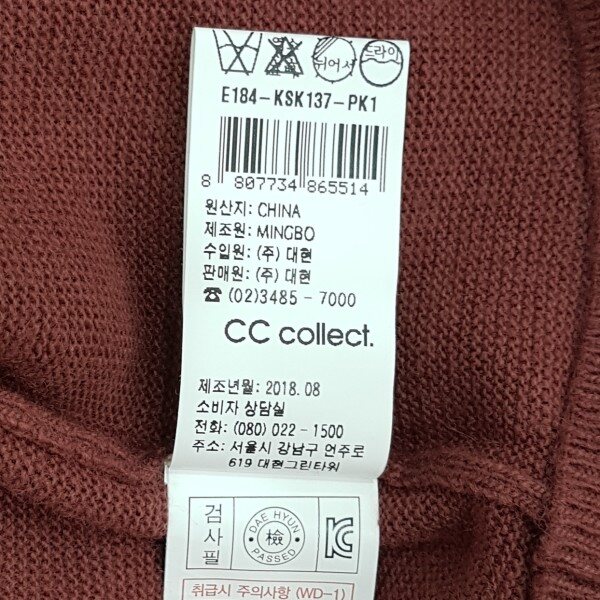 뒤어서 드라이
E184-KSK137-PK1
8 807734 865514
원산지: CHINA
제조원: MINGBO
수입원: (주) 대현
판매원: (주) 대현
☎ (02)3485 - 7000
CC collect.
제조년월: 2018.08
소비자 상담실
전화: (080) 022 - 1500
주소: 서울시 강남구 언주로
619 대현그린타워
검사필
DAE HYUN
檢
PASSED
취급시 주의사항 (WD-1)